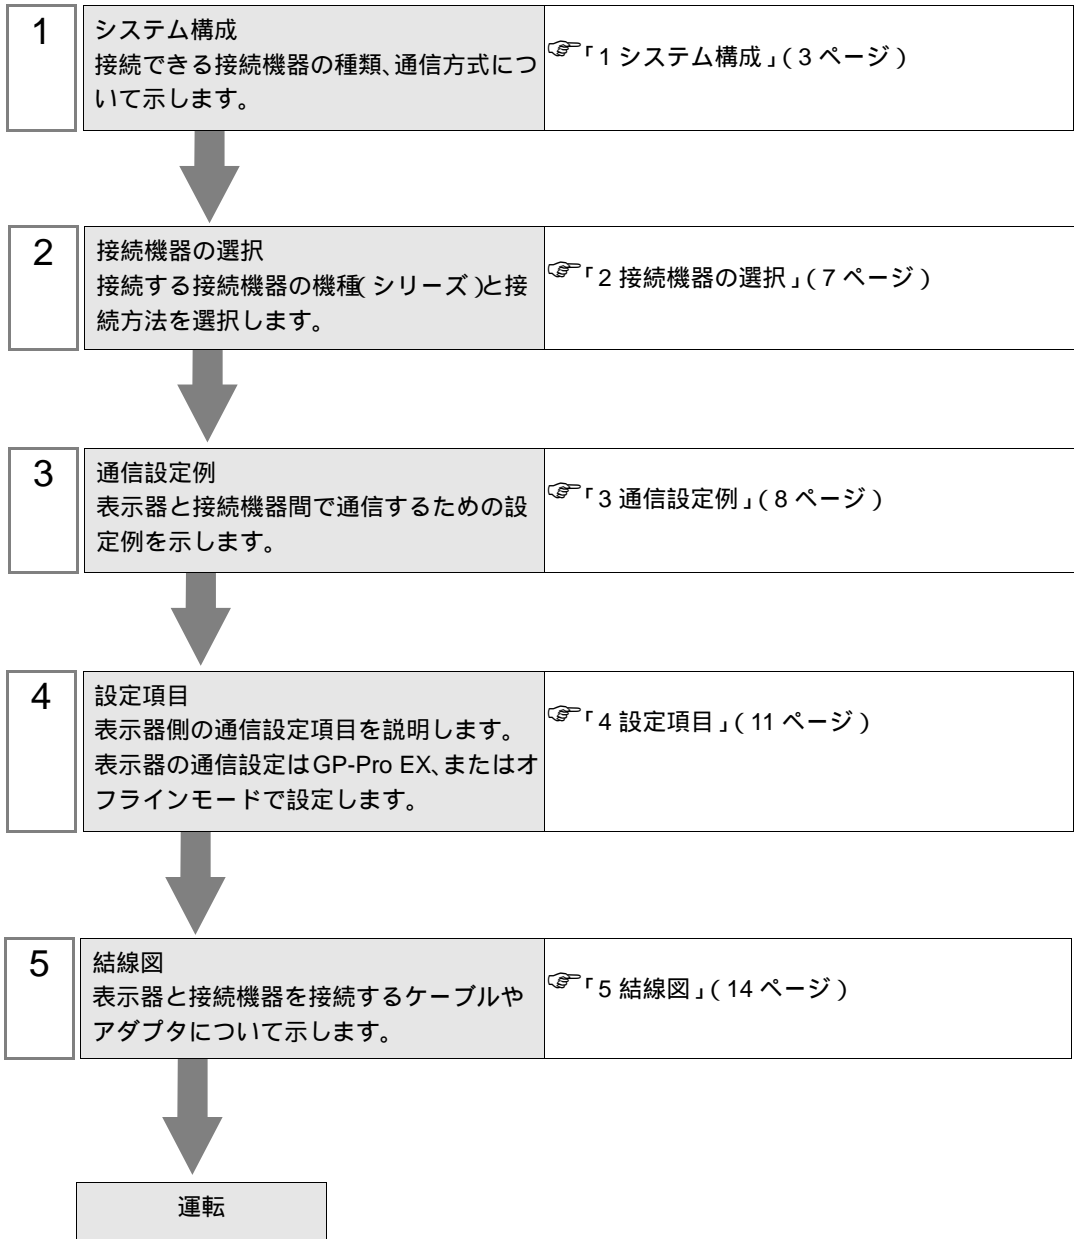 1
システム構成
接続できる接続機器の種類、通信方式につ
いて示します。
☞「1 システム構成」(3 ページ)
2
接続機器の選択
接続する接続機器の機種(シリーズ)と接
続方法を選択します。
☞「2 接続機器の選択」(7 ページ)
3
通信設定例
表示器と接続機器間で通信するための設
定例を示します。
☞「3 通信設定例」(8 ページ)
4
設定項目
表示器側の通信設定項目を説明します。
表示器の通信設定はGP-Pro EX、またはオ
フラインモードで設定します。
☞「4 設定項目」(11 ページ)
5
結線図
表示器と接続機器を接続するケーブルや
アダプタについて示します。
☞「5 結線図」(14 ページ)
運転